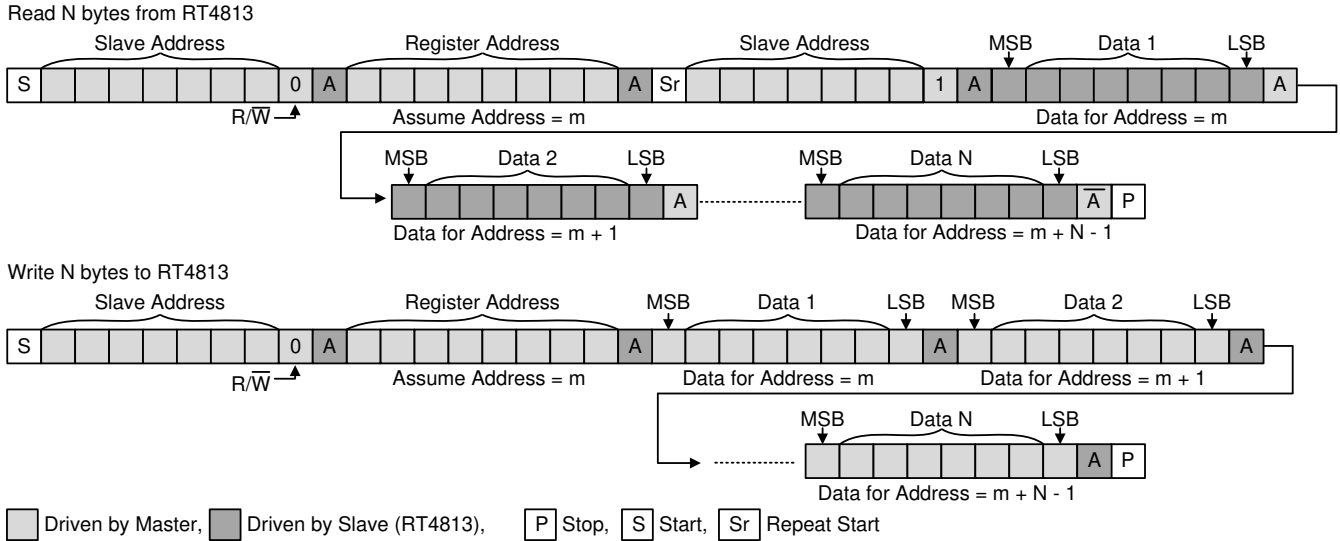 Read N bytes from RT4813
Slave Address Register Address Slave Address MSB Data 1 LSB
S 0 A A Sr 1 A A
R/W̅ Assume Address = m Data for Address = m
MSB Data 2 LSB MSB Data N LSB
A A̅ P
Data for Address = m + 1 Data for Address = m + N - 1
Write N bytes to RT4813
Slave Address Register Address MSB Data 1 LSB MSB Data 2 LSB
S 0 A A A A
R/W̅ Assume Address = m Data for Address = m Data for Address = m + 1
MSB Data N LSB
A P
Data for Address = m + N - 1
Driven by Master, Driven by Slave (RT4813), P Stop, S Start, Sr Repeat Start